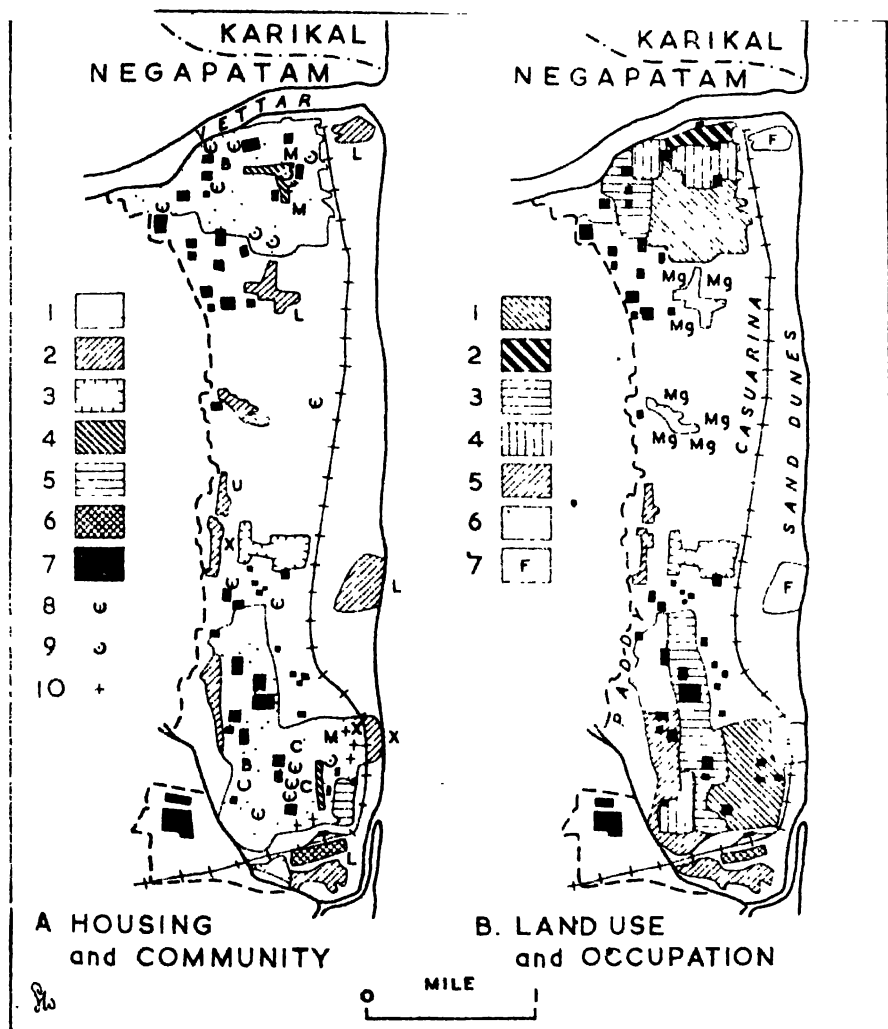 KARIKAL
NEGAPATAM
VETTAR
B
M
L
M
L
1
2
3
4
5
6
7
8
9
10
U
X
L
M
X
X
C
B
C
C
L
A HOUSING
and COMMUNITY
KARIKAL
NEGAPATAM
F
Mg Mg
Mg
Mg
Mg
Mg Mg
CASUARINA
SAND DUNES
1
2
3
4
5
6
7 F
F
PADDY
B. LAND USE
and OCCUPATION
MILE
0 1